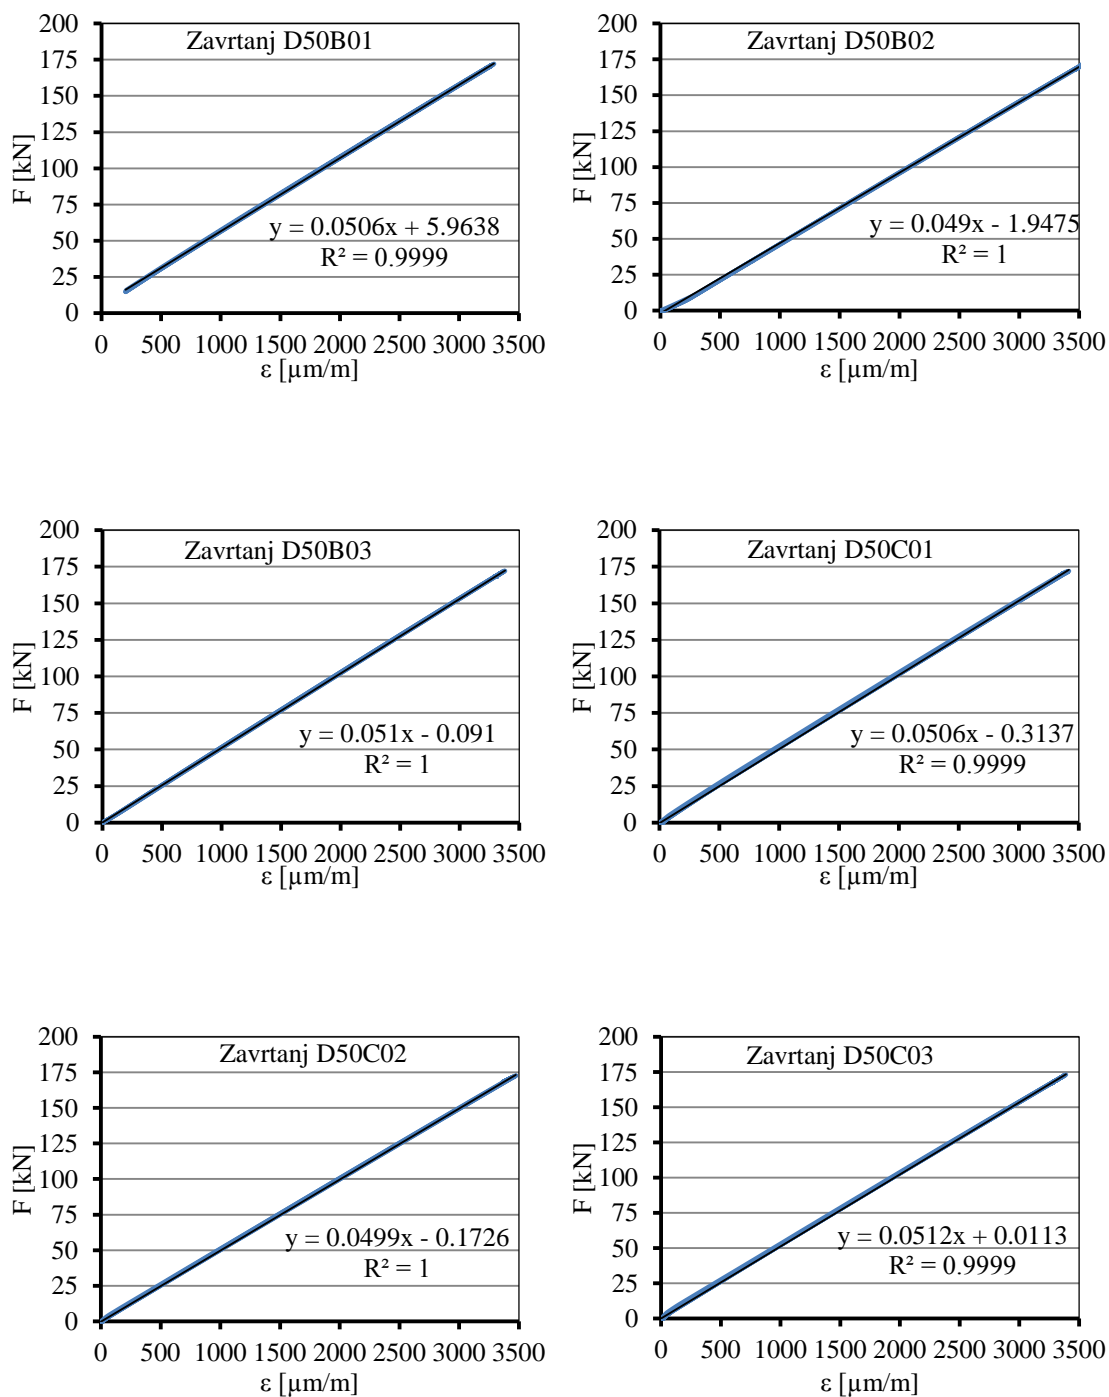 Zavrtanj D50B01
200
175
150
125
100
75
50
25
0
F [kN]
y = 0.0506x + 5.9638
R² = 0.9999
0 500 1000 1500 2000 2500 3000 3500
ε [µm/m]
Zavrtanj D50B02
200
175
150
125
100
75
50
25
0
F [kN]
y = 0.049x - 1.9475
R² = 1
0 500 1000 1500 2000 2500 3000 3500
ε [µm/m]
Zavrtanj D50B03
200
175
150
125
100
75
50
25
0
F [kN]
y = 0.051x - 0.091
R² = 1
0 500 1000 1500 2000 2500 3000 3500
ε [µm/m]
Zavrtanj D50C01
200
175
150
125
100
75
50
25
0
F [kN]
y = 0.0506x - 0.3137
R² = 0.9999
0 500 1000 1500 2000 2500 3000 3500
ε [µm/m]
Zavrtanj D50C02
200
175
150
125
100
75
50
25
0
F [kN]
y = 0.0499x - 0.1726
R² = 1
0 500 1000 1500 2000 2500 3000 3500
ε [µm/m]
Zavrtanj D50C03
200
175
150
125
100
75
50
25
0
F [kN]
y = 0.0512x + 0.0113
R² = 0.9999
0 500 1000 1500 2000 2500 3000 3500
ε [µm/m]